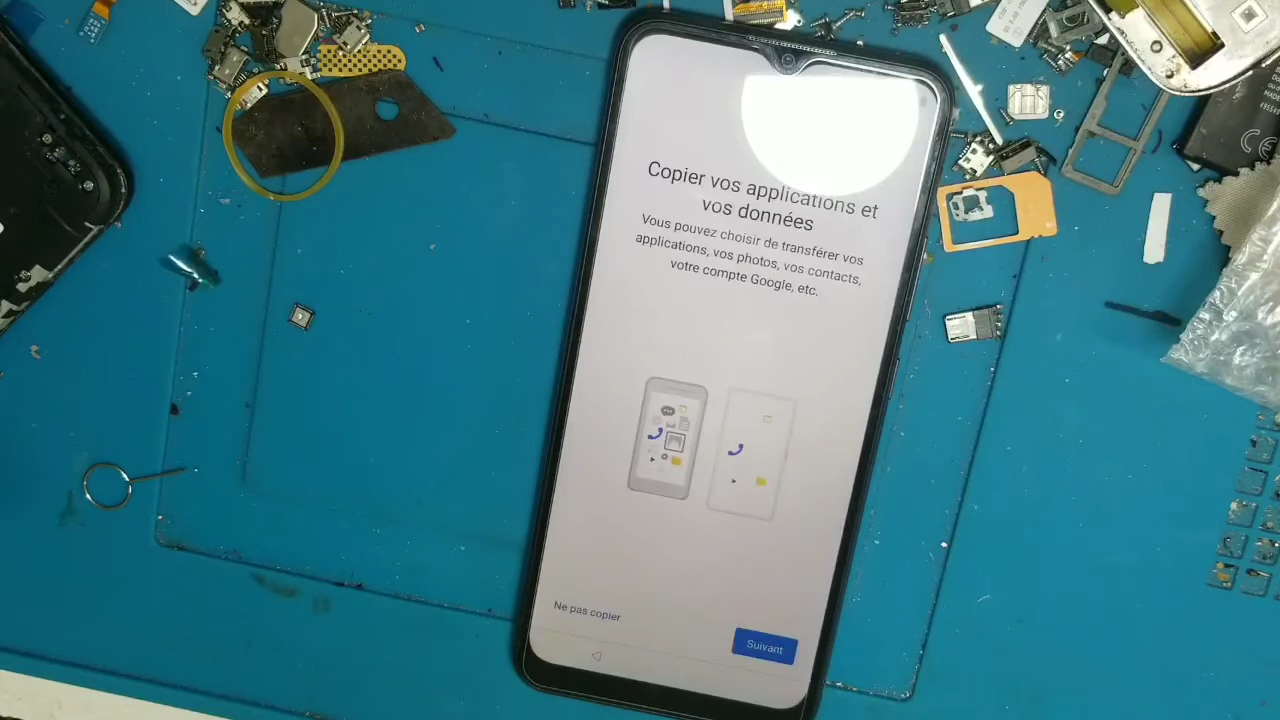 Copier vos applications et
vos données
Vous pouvez choisir de transférer vos
applications, vos photos, vos contacts,
votre compte Google, etc.
Ne pas copier
Suivant